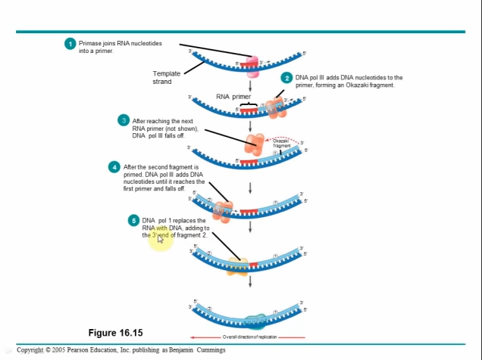 1 Primase joins RNA nucleotides
into a primer.
Template
strand
2 DNA pol III adds DNA nucleotides to the
primer, forming an Okazaki fragment.
RNA primer
3 After reaching the next
RNA primer (not shown),
DNA pol III falls off.
Okazaki
fragment
4 After the second fragment is
primed. DNA pol III adds DNA
nucleotides until it reaches the
first primer and falls off.
5 DNA pol 1 replaces the
RNA with DNA, adding to
the 3' end of fragment 2.
Figure 16.15
Overall direction of replication
Copyright © 2005 Pearson Education, Inc. publishing as Benjamin Cummings